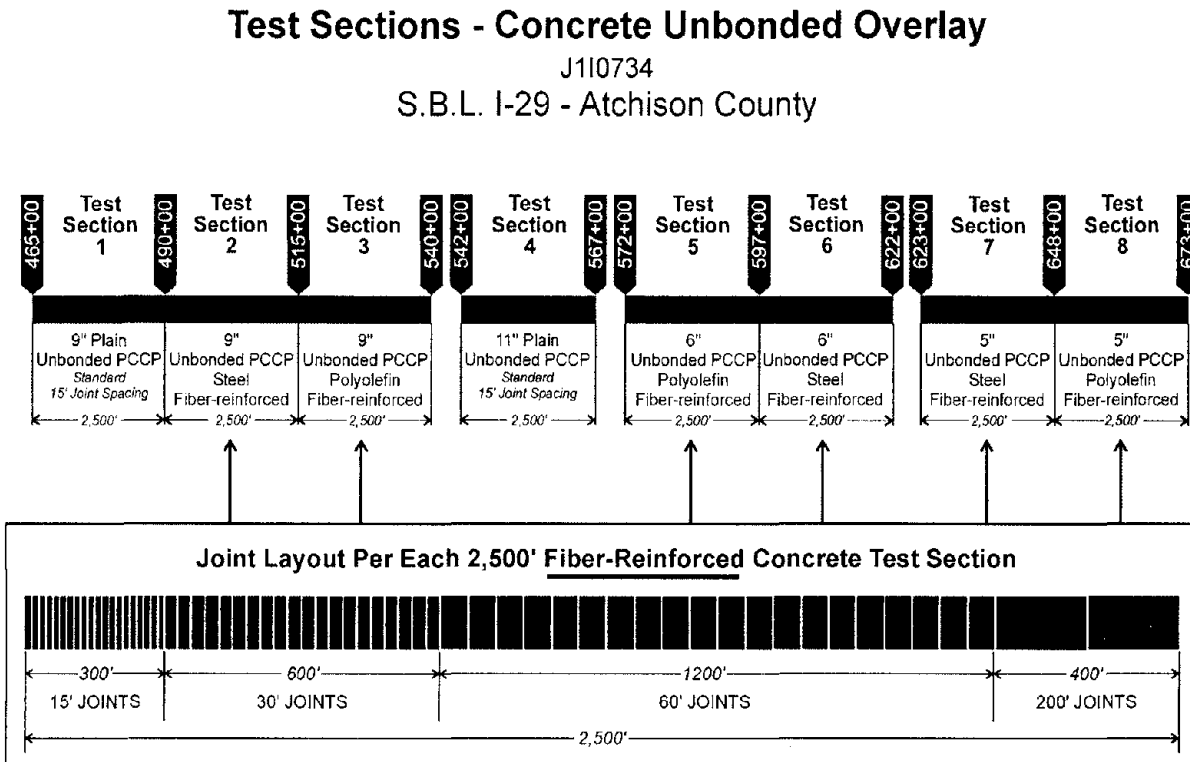 Test Sections - Concrete Unbonded Overlay
J1I0734
S.B.L. I-29 - Atchison County
465+00
Test
Section
1
490+00
Test
Section
2
515+00
Test
Section
3
540+00
542+00
Test
Section
4
567+00
572+00
Test
Section
5
597+00
Test
Section
6
622+00
623+00
Test
Section
7
648+00
Test
Section
8
673+00
9" Plain
Unbonded PCCP
Standard
15' Joint Spacing
2,500'
9"
Unbonded PCCP
Steel
Fiber-reinforced
2,500'
9"
Unbonded PCCP
Polyolefin
Fiber-reinforced
2,500'
11" Plain
Unbonded PCCP
Standard
15' Joint Spacing
2,500'
6"
Unbonded PCCP
Polyolefin
Fiber-reinforced
2,500'
6"
Unbonded PCCP
Steel
Fiber-reinforced
2,500'
5"
Unbonded PCCP
Steel
Fiber-reinforced
2,500'
5"
Unbonded PCCP
Polyolefin
Fiber-reinforced
2,500'
Joint Layout Per Each 2,500' Fiber-Reinforced Concrete Test Section
300'
15' JOINTS
600'
30' JOINTS
1200'
60' JOINTS
400'
200' JOINTS
2,500'